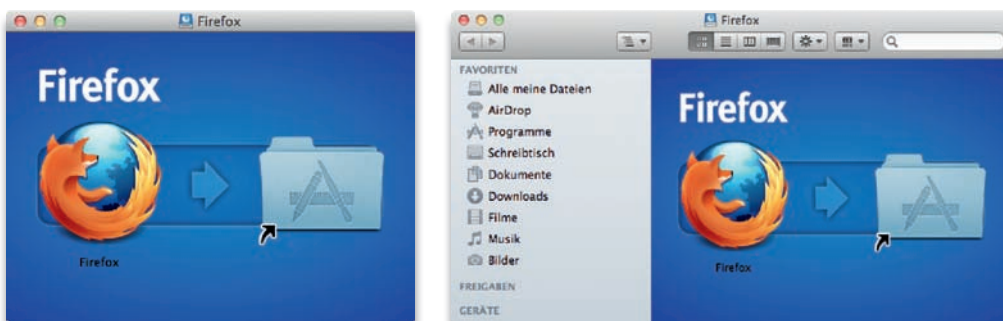 Firefox
Firefox
Firefox
Firefox
FAVORITEN
Alle meine Dateien
AirDrop
Programme
Schreibtisch
Dokumente
Downloads
Filme
Musik
Bilder
FREIGABEN
GERÄTE
Firefox
Firefox